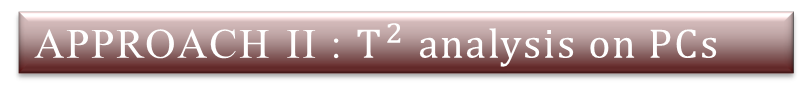 APPROACH II : T² analysis on PCs